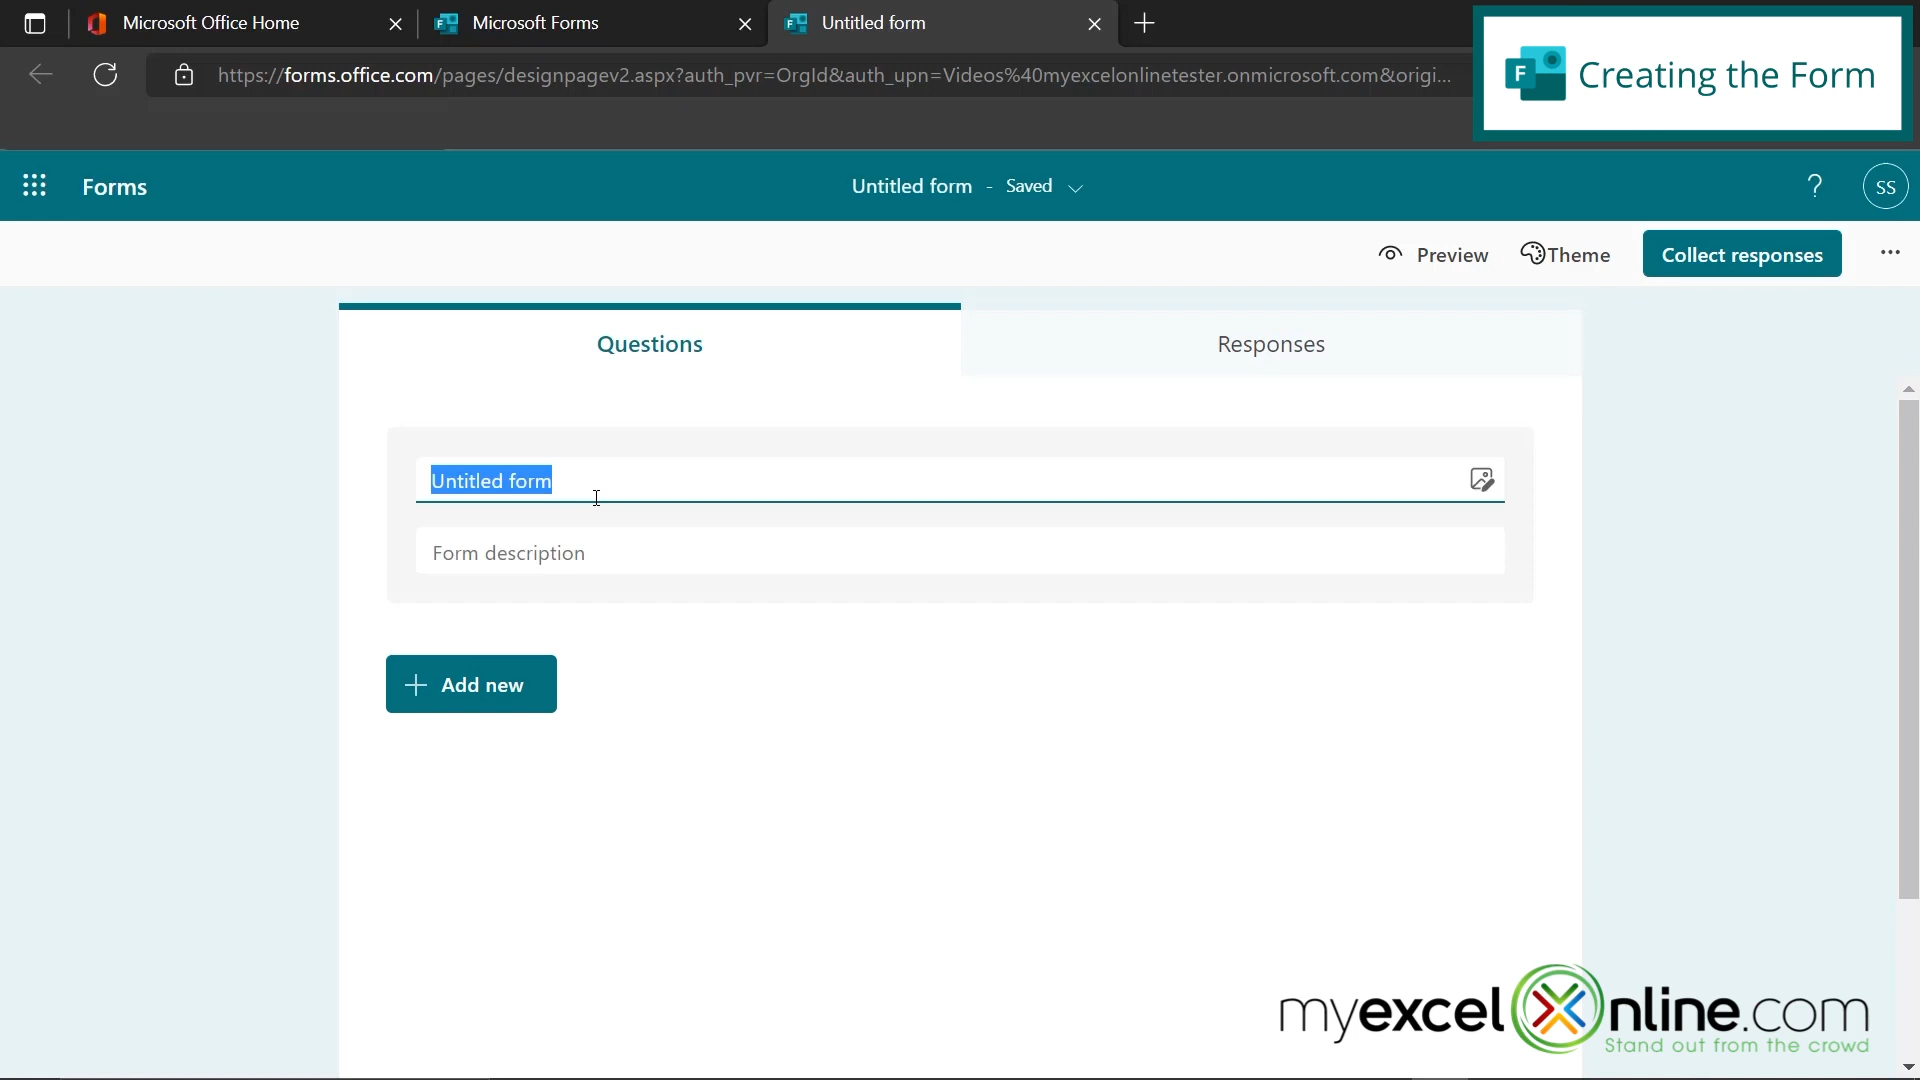 Microsoft Office Home
Microsoft Forms
Untitled form
https://forms.office.com/pages/designpagev2.aspx?auth_pvr=OrgId&auth_upn=Videos%40myexcelonlinetester.onmicrosoft.com&origi...
F Creating the Form
Forms
Untitled form - Saved
?
SS
Preview
Theme
Collect responses
...
Questions
Responses
Untitled form
Form description
+ Add new
myexcelOnline.com
Stand out from the crowd